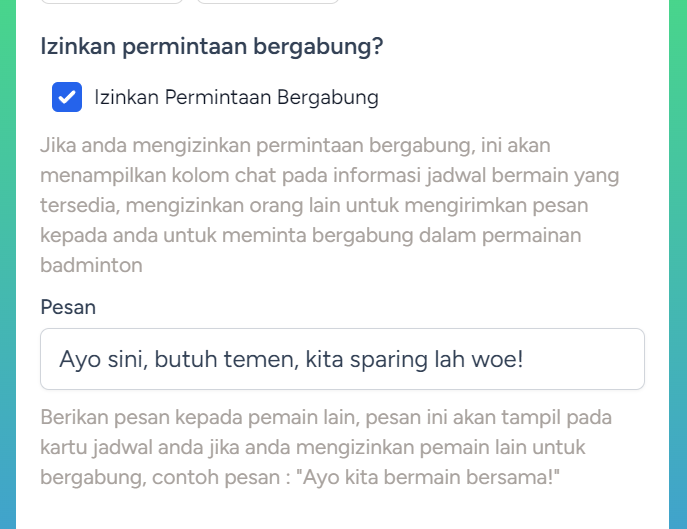 Izinkan permintaan bergabung?
Izinkan Permintaan Bergabung
Jika anda mengizinkan permintaan bergabung, ini akan
menampilkan kolom chat pada informasi jadwal bermain yang
tersedia, mengizinkan orang lain untuk mengirimkan pesan
kepada anda untuk meminta bergabung dalam permainan
badminton
Pesan
Ayo sini, butuh temen, kita sparing lah woe!
Berikan pesan kepada pemain lain, pesan ini akan tampil pada
kartu jadwal anda jika anda mengizinkan pemain lain untuk
bergabung, contoh pesan : "Ayo kita bermain bersama!"